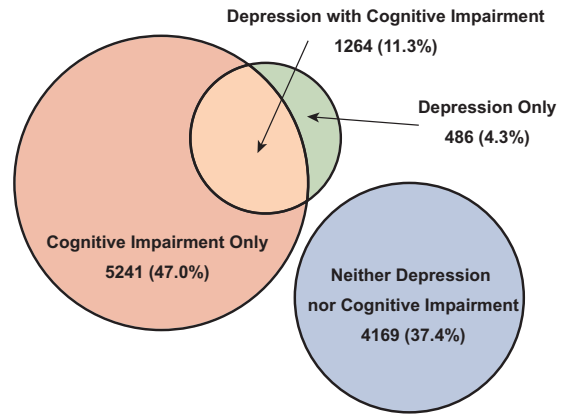 Depression with Cognitive Impairment
1264 (11.3%)
Depression Only
486 (4.3%)
Cognitive Impairment Only
5241 (47.0%)
Neither Depression
nor Cognitive Impairment
4169 (37.4%)